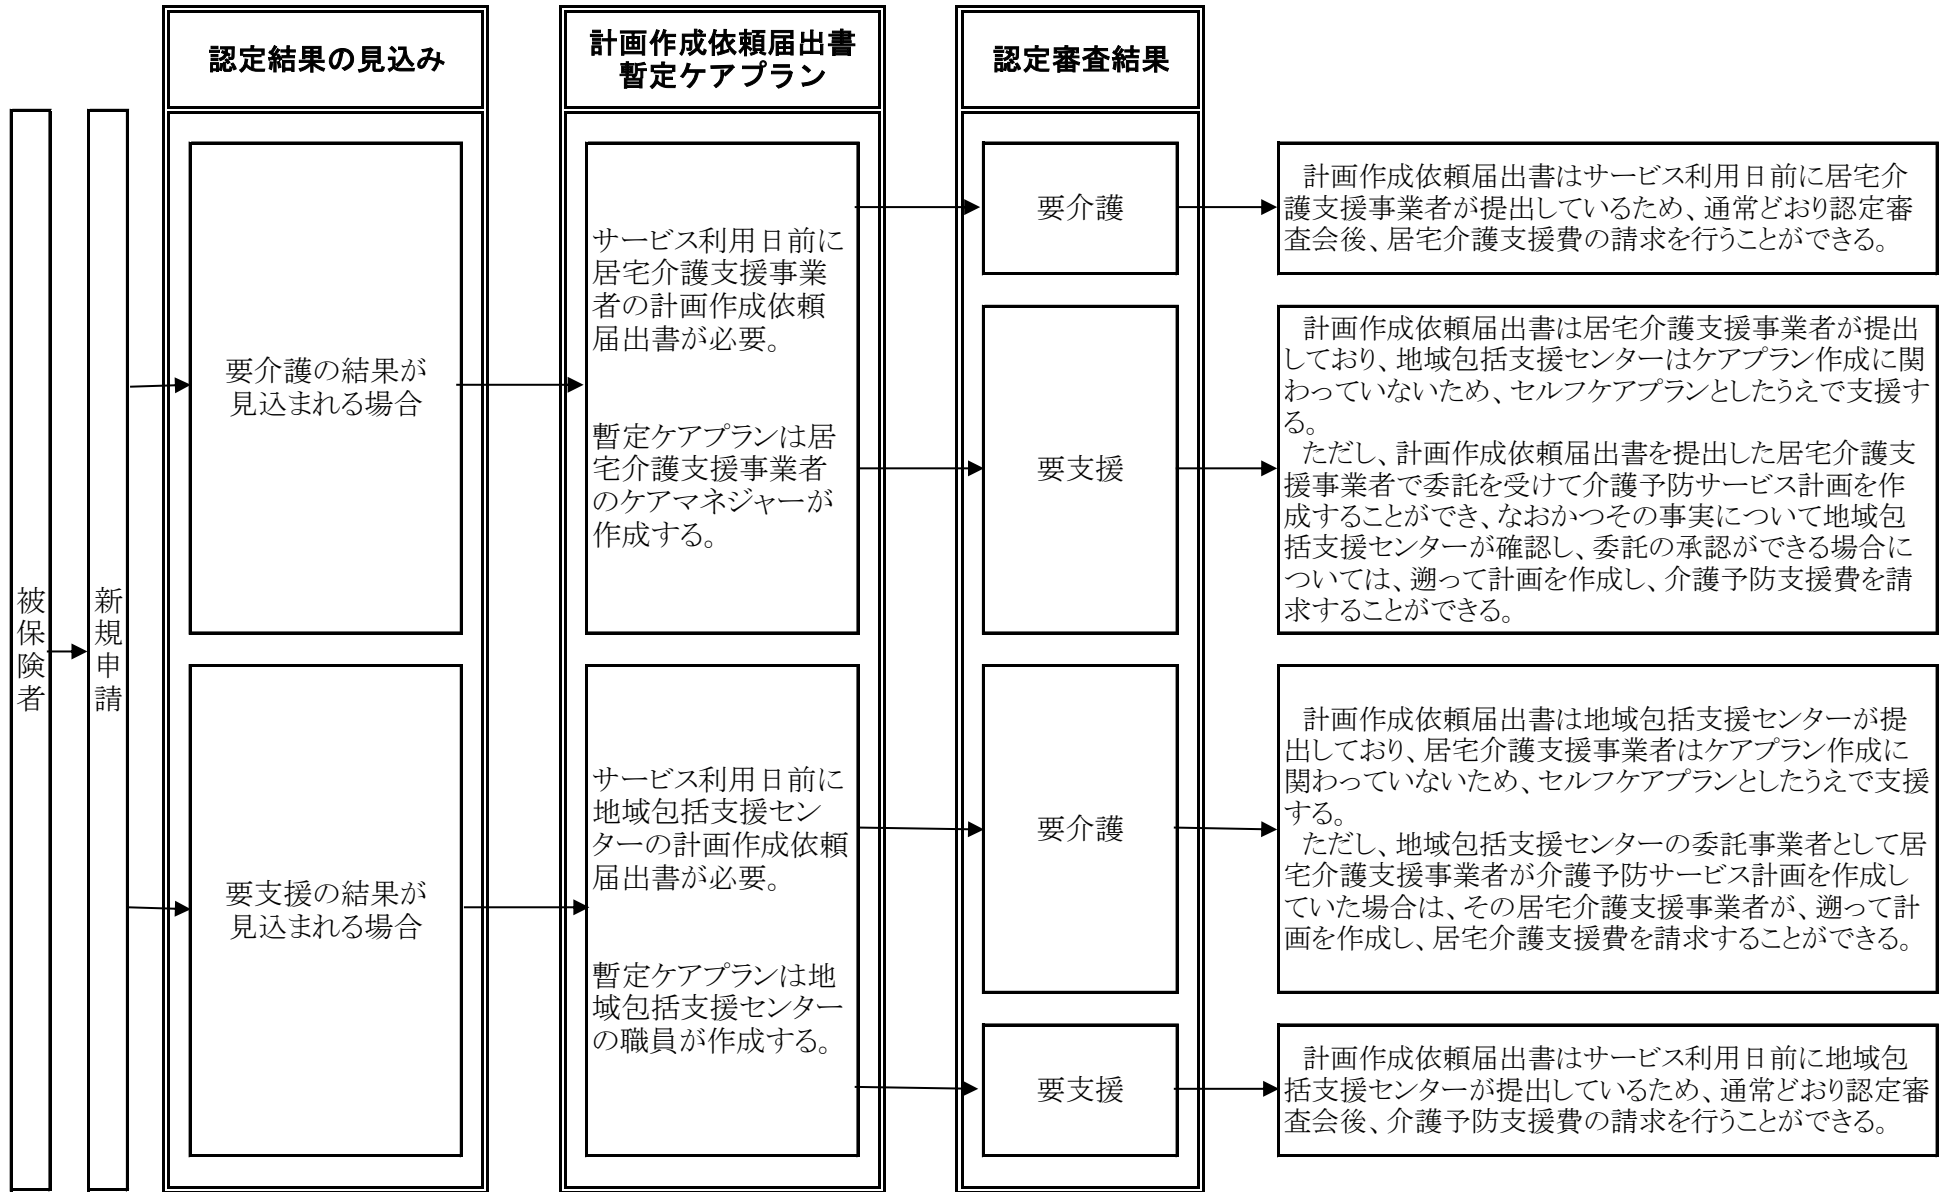 認定結果の見込み
計画作成依頼届出書
暫定ケアプラン
認定審査結果
被保険者
新規申請
要介護の結果が
見込まれる場合
サービス利用日前に
居宅介護支援事業
者の計画作成依頼
届出書が必要。
暫定ケアプランは居
宅介護支援事業者
のケアマネジャーが
作成する。
要介護
計画作成依頼届出書はサービス利用日前に居宅介
護支援事業者が提出しているため、通常どおり認定審
査会後、居宅介護支援費の請求を行うことができる。
要支援
計画作成依頼届出書は居宅介護支援事業者が提出
しており、地域包括支援センターはケアプラン作成に関
わっていないため、セルフケアプランとしたうえで支援す
る。
ただし、計画作成依頼届出書を提出した居宅介護支
援事業者で委託を受けて介護予防サービス計画を作
成することができ、なおかつその事実について地域包
括支援センターが確認し、委託の承認ができる場合に
ついては、遡って計画を作成し、介護予防支援費を請
求することができる。
要支援の結果が
見込まれる場合
サービス利用日前に
地域包括支援セン
ターの計画作成依頼
届出書が必要。
暫定ケアプランは地
域包括支援センター
の職員が作成する。
要介護
計画作成依頼届出書は地域包括支援センターが提
出しており、居宅介護支援事業者はケアプラン作成に
関わっていないため、セルフケアプランとしたうえで支援
する。
ただし、地域包括支援センターの委託事業者として居
宅介護支援事業者が介護予防サービス計画を作成し
ていた場合は、その居宅介護支援事業者が、遡って計
画を作成し、居宅介護支援費を請求することができる。
要支援
計画作成依頼届出書はサービス利用日前に地域包
括支援センターが提出しているため、通常どおり認定審
査会後、介護予防支援費の請求を行うことができる。